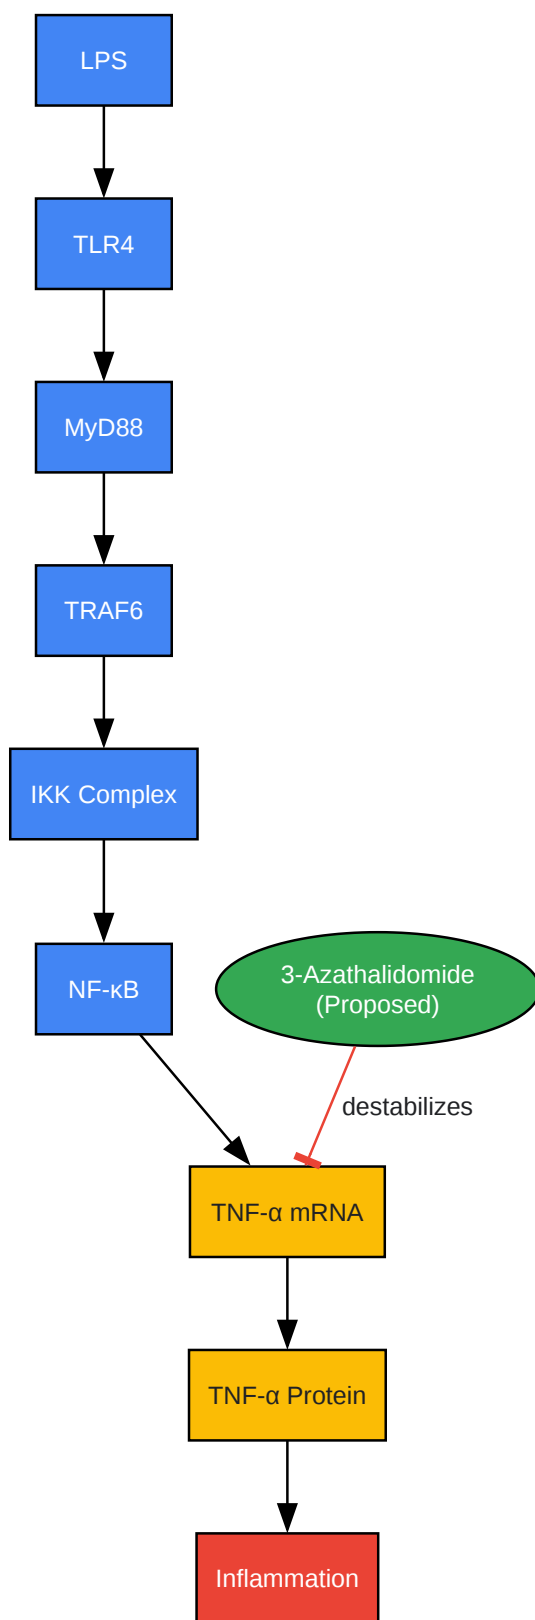 LPS
TLR4
MyD88
TRAF6
IKK Complex
NF-κB
3-Azathalidomide
(Proposed)
destabilizes
TNF-α mRNA
TNF-α Protein
Inflammation